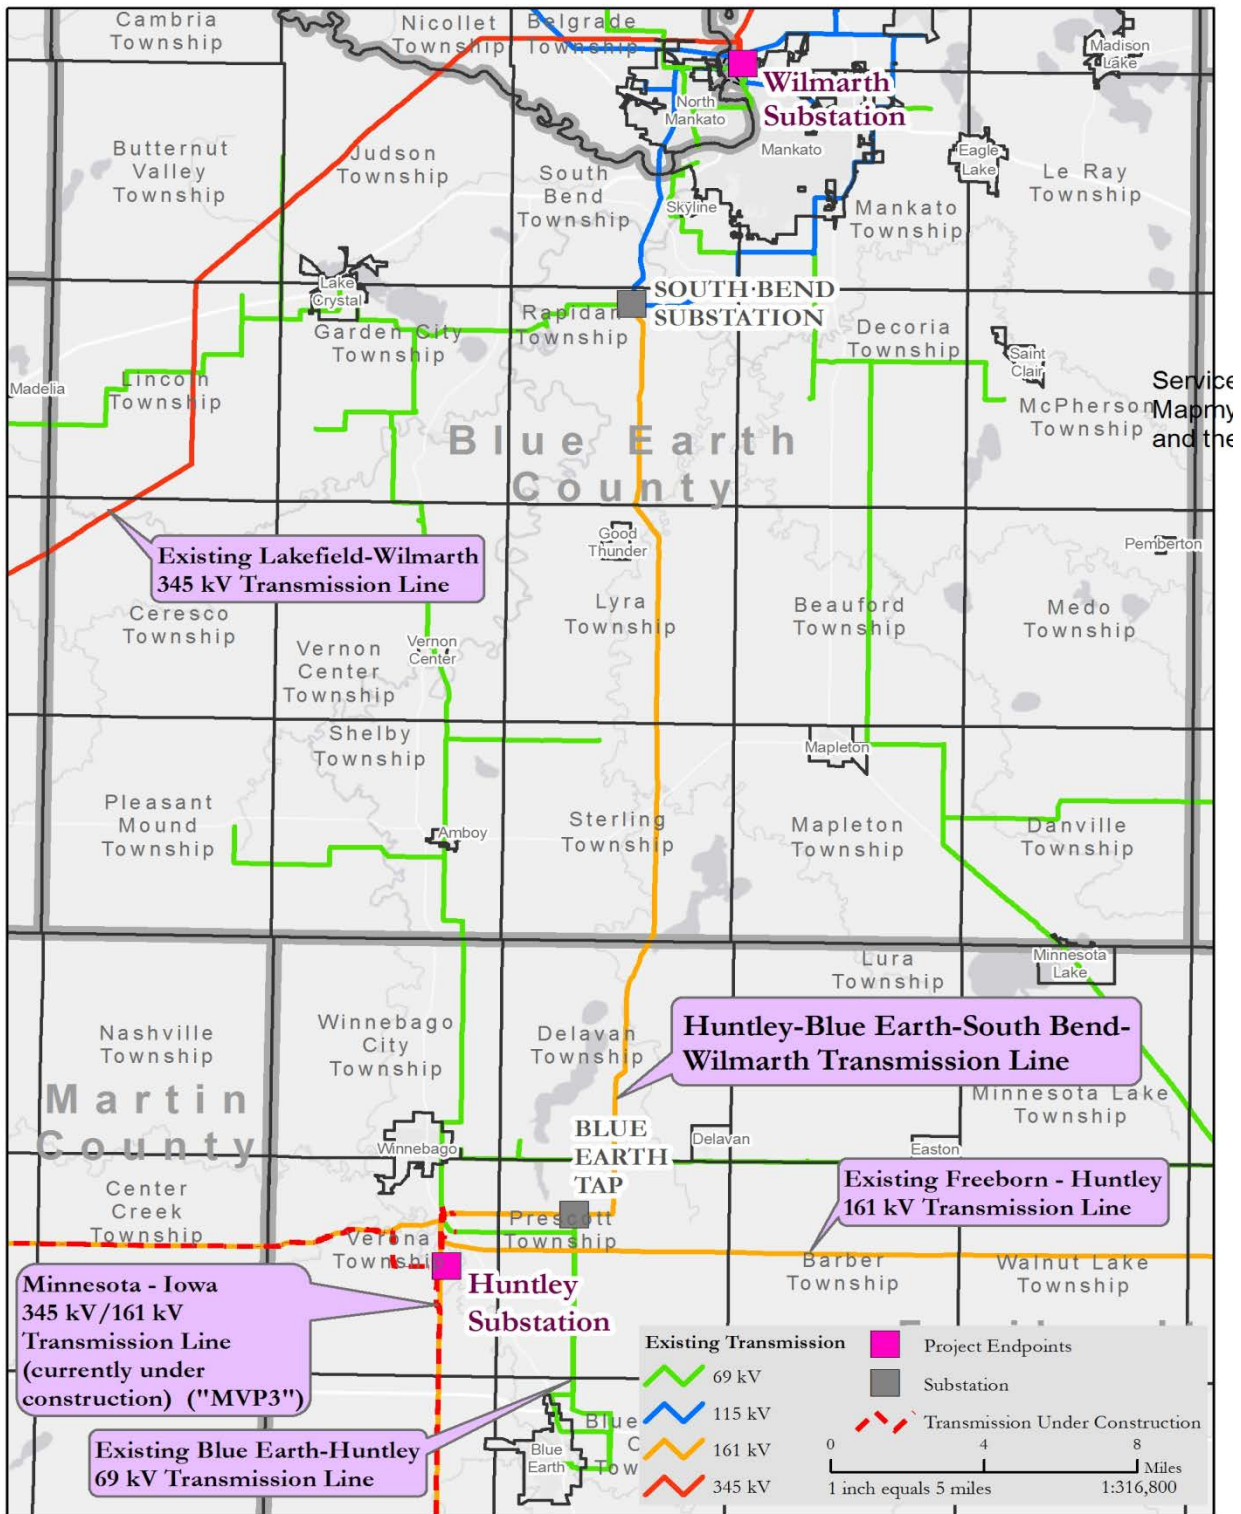 Cambria
Township
Nicollet
Township
Belgrade
Township
Madison
Lake
Wilmarth
Substation
North
Mankato
Mankato
Butternut
Valley
Township
Judson
Township
South
Bend
Township
Eagle
Lake
Le Ray
Township
Skyline
Mankato
Township
Lake
Crystal
SOUTH BEND
SUBSTATION
Rapidan
Township
Garden City
Township
Decoria
Township
Saint
Clair
Madelia
Lincoln
Township
McPherson
Township
Service
Mapmy
and the
Blue Earth
County
Good
Thunder
Pemberton
Existing Lakefield-Wilmarth
345 kV Transmission Line
Ceresco
Township
Lyra
Township
Beauford
Township
Medo
Township
Vernon
Center
Vernon
Center
Township
Shelby
Township
Mapleton
Pleasant
Mound
Township
Amboy
Sterling
Township
Mapleton
Township
Danville
Township
Lura
Township
Minnesota
Lake
Nashville
Township
Winnebago
City
Township
Delavan
Township
Huntley-Blue Earth-South Bend-
Wilmarth Transmission Line
Martin
County
Minnesota Lake
Township
BLUE
EARTH
TAP
Winnebago
Delavan
Easton
Existing Freeborn - Huntley
161 kV Transmission Line
Center
Creek
Township
Verona
Township
Prescott
Township
Barber
Township
Walnut Lake
Township
Minnesota - Iowa
345 kV/161 kV
Transmission Line
(currently under
construction) ("MVP3")
Huntley
Substation
Existing Blue Earth-Huntley
69 kV Transmission Line
Blue
Earth
Blue
C
Tow
Existing Transmission
69 kV
115 kV
161 kV
345 kV
Project Endpoints
Substation
Transmission Under Construction
0 4 8
Miles
1 inch equals 5 miles 1:316,800